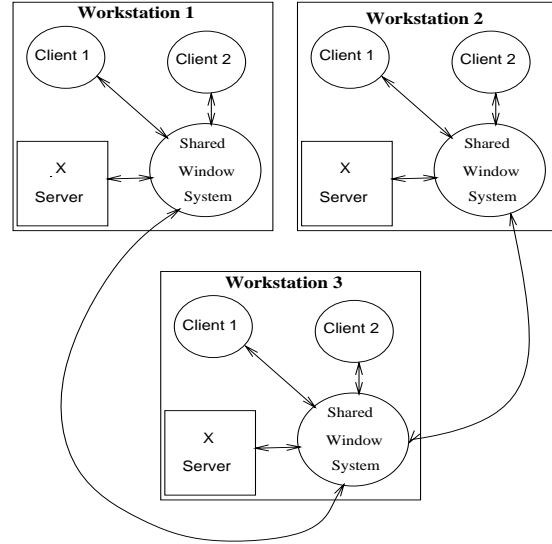 Workstation 1
Client 1
Client 2
Shared
Window
System
X
Server
Workstation 2
Client 1
Client 2
Shared
Window
System
X
Server
Workstation 3
Client 1
Client 2
Shared
Window
System
X
Server